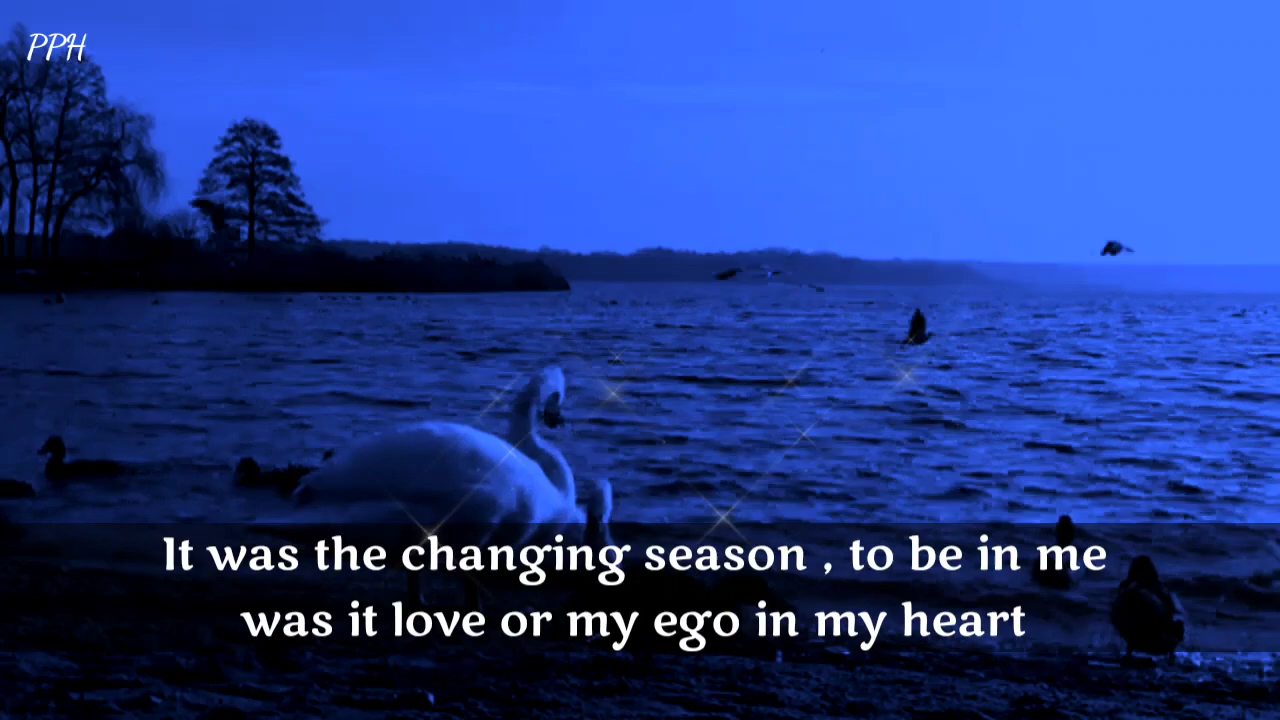 PPH
It was the changing season , to be in me
was it love or my ego in my heart